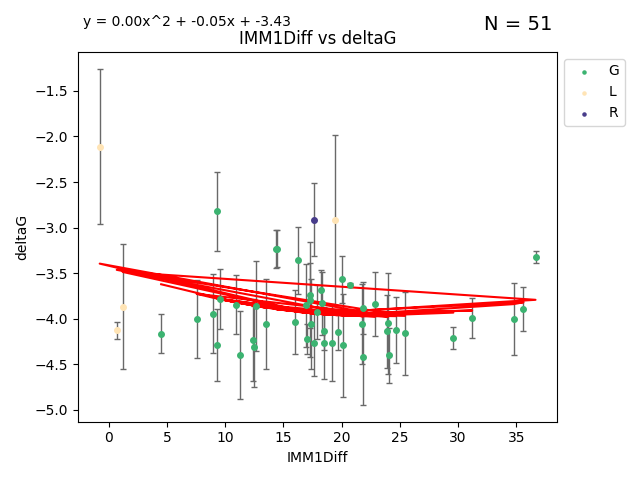 y = 0.00x^2 + -0.05x + -3.43
N = 51
IMM1Diff vs deltaG
G
L
R
−1.5
−2.0
−2.5
−3.0
−3.5
−4.0
−4.5
−5.0
deltaG
0 5 10 15 20 25 30 35
IMM1Diff